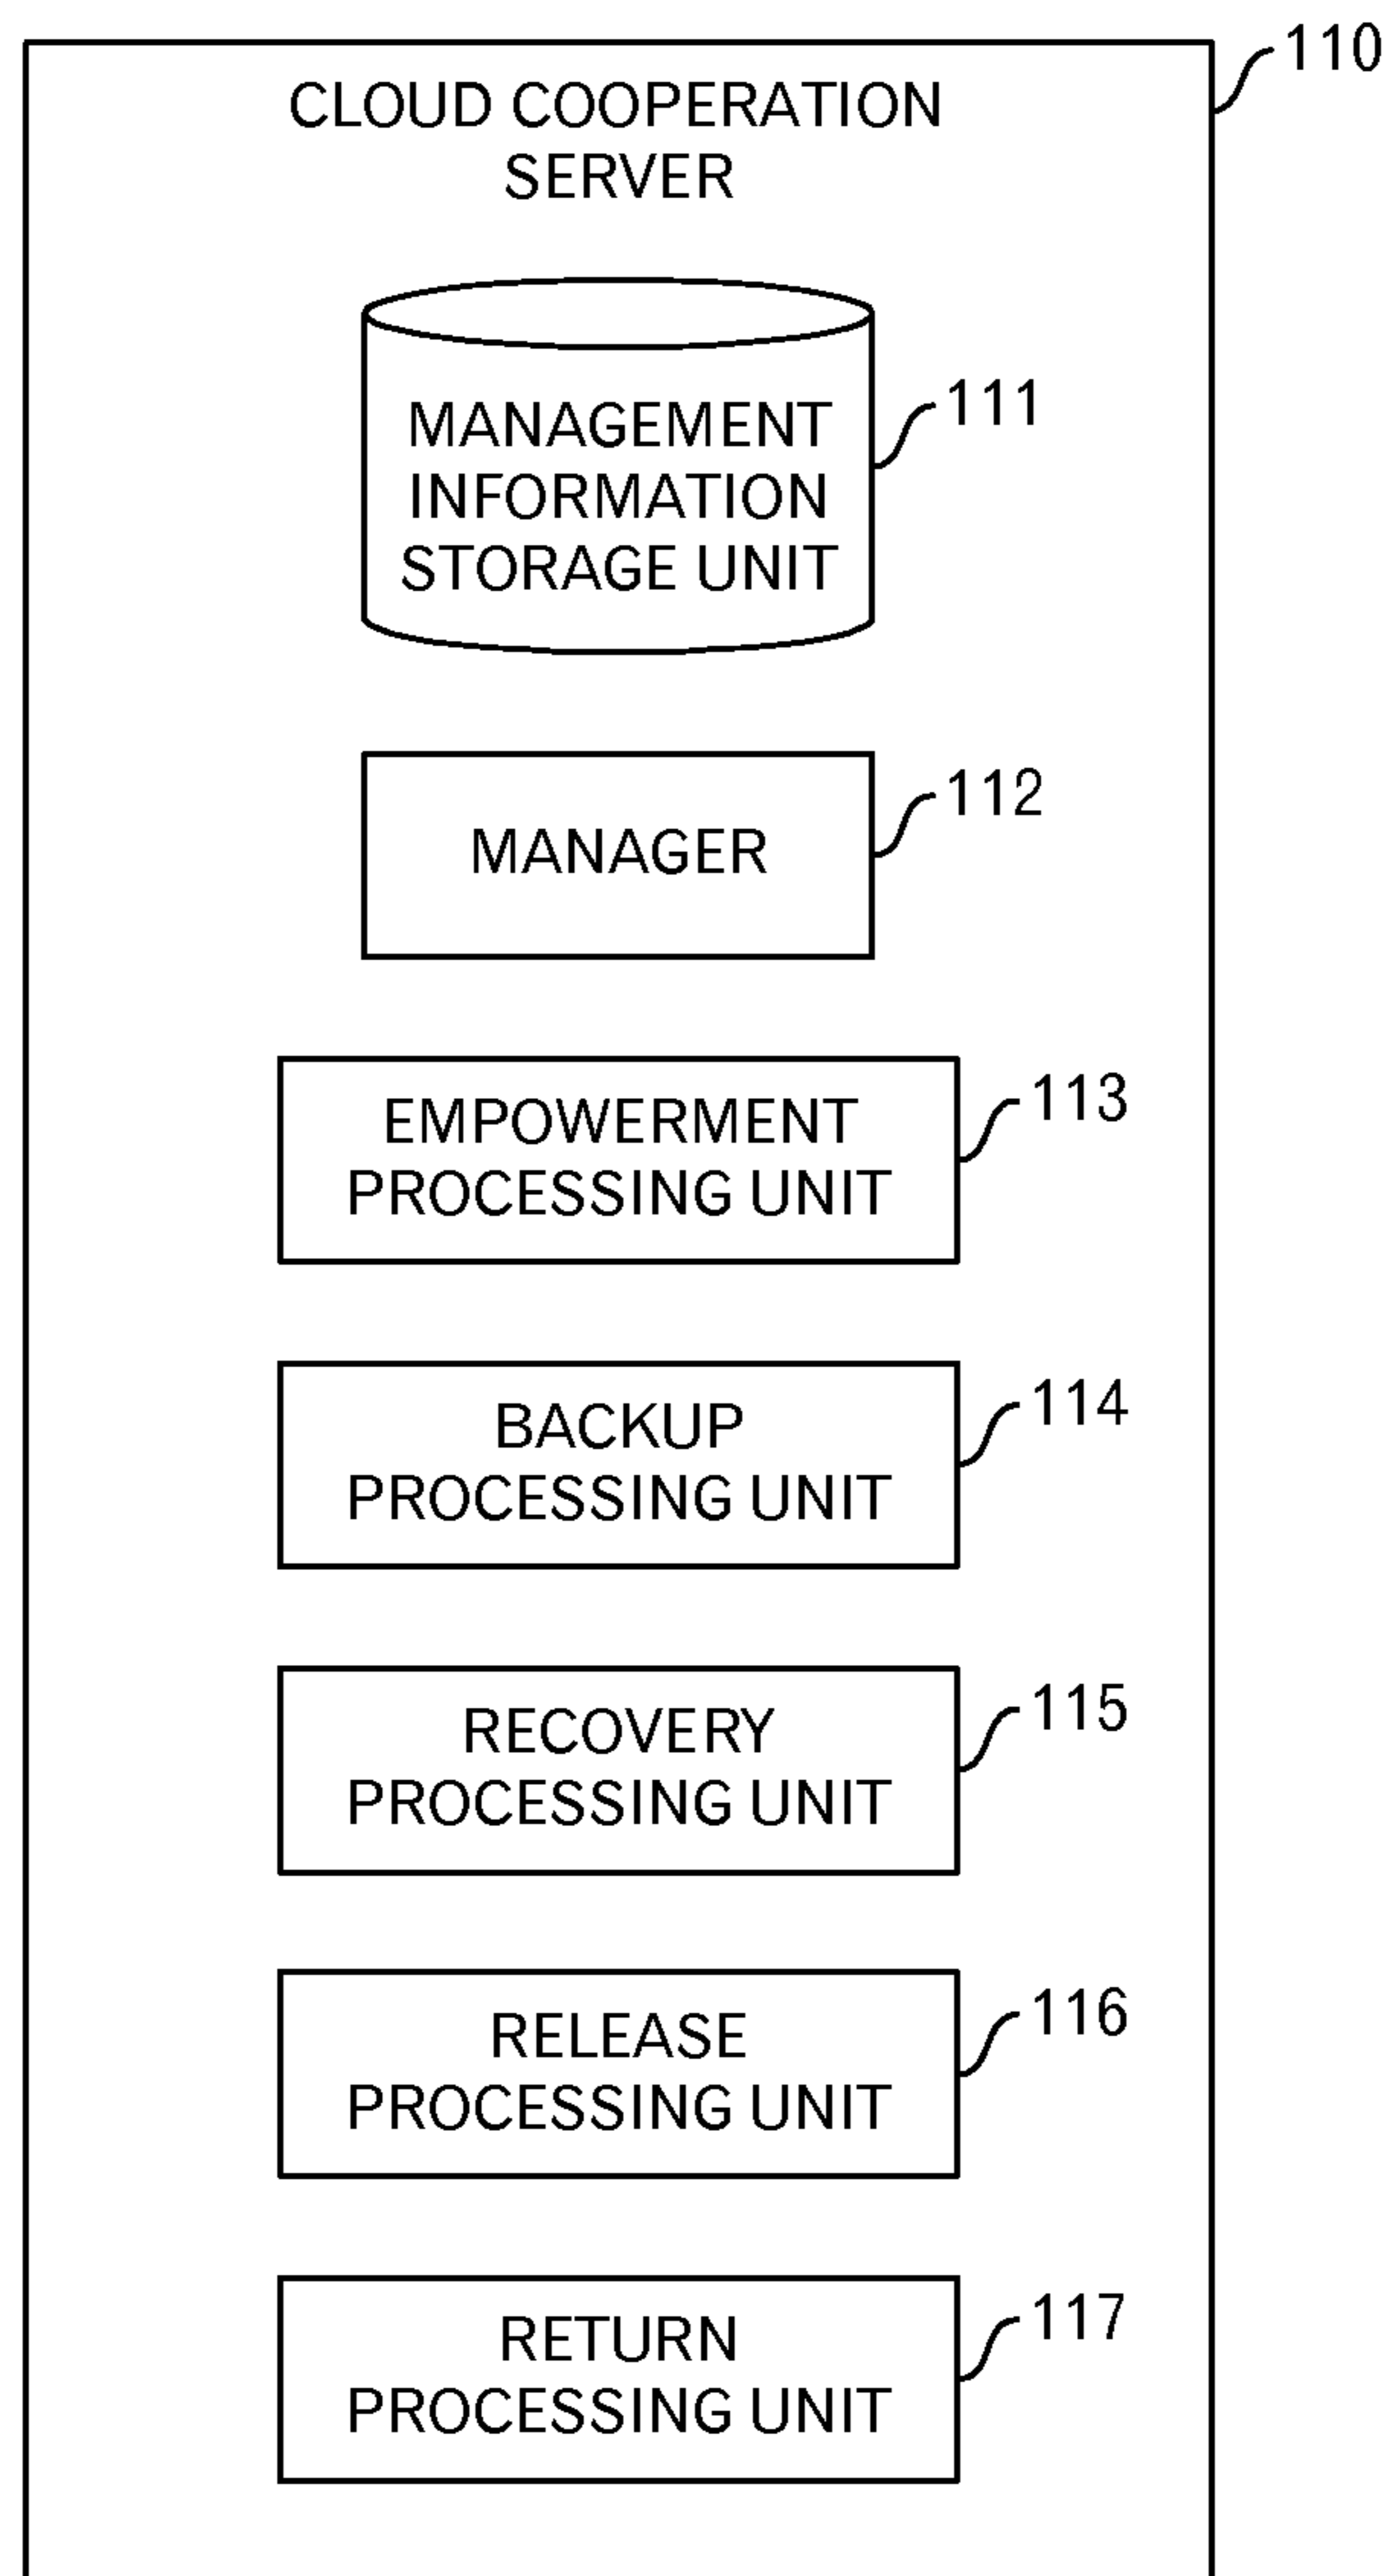 110
CLOUD COOPERATION
SERVER
MANAGEMENT
INFORMATION
STORAGE UNIT
111
MANAGER
112
EMPOWERMENT
PROCESSING UNIT
113
BACKUP
PROCESSING UNIT
114
RECOVERY
PROCESSING UNIT
115
RELEASE
PROCESSING UNIT
116
RETURN
PROCESSING UNIT
117